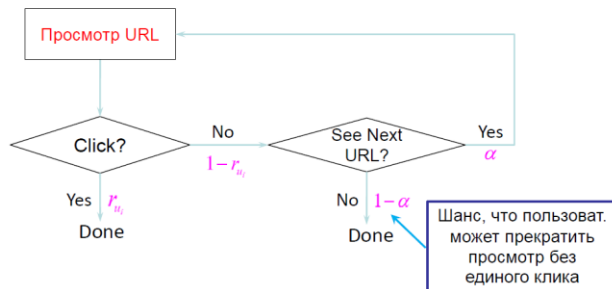 Просмотр URL
Click?
No
1 − r_{u_i}
See Next
URL?
Yes
α
Yes
r_{u_i}
Done
No
1−α
Done
Шанс, что пользоват.
может прекратить
просмотр без
единого клика